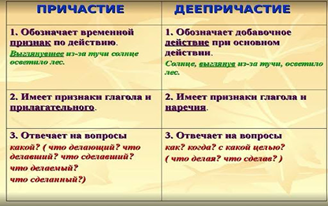 ПРИЧАСТИЕ
ДЕЕПРИЧАСТИЕ
1. Обозначает временной
признак по действию.
Выглянувшее из-за тучи солнце
осветило лес.
1. Обозначает добавочное
действие при основном
действии.
Солнце, выглянув из-за тучи, осветило
лес.
2. Имеет признаки глагола и
прилагательного.
2. Имеет признаки глагола и
наречия.
3. Отвечает на вопросы
какой? ( что делающий? что
делавший? что сделавший?
что делаемый?
что сделанный?)
3. Отвечает на вопросы
как? когда? с какой целью?
( что делая? что сделав? )